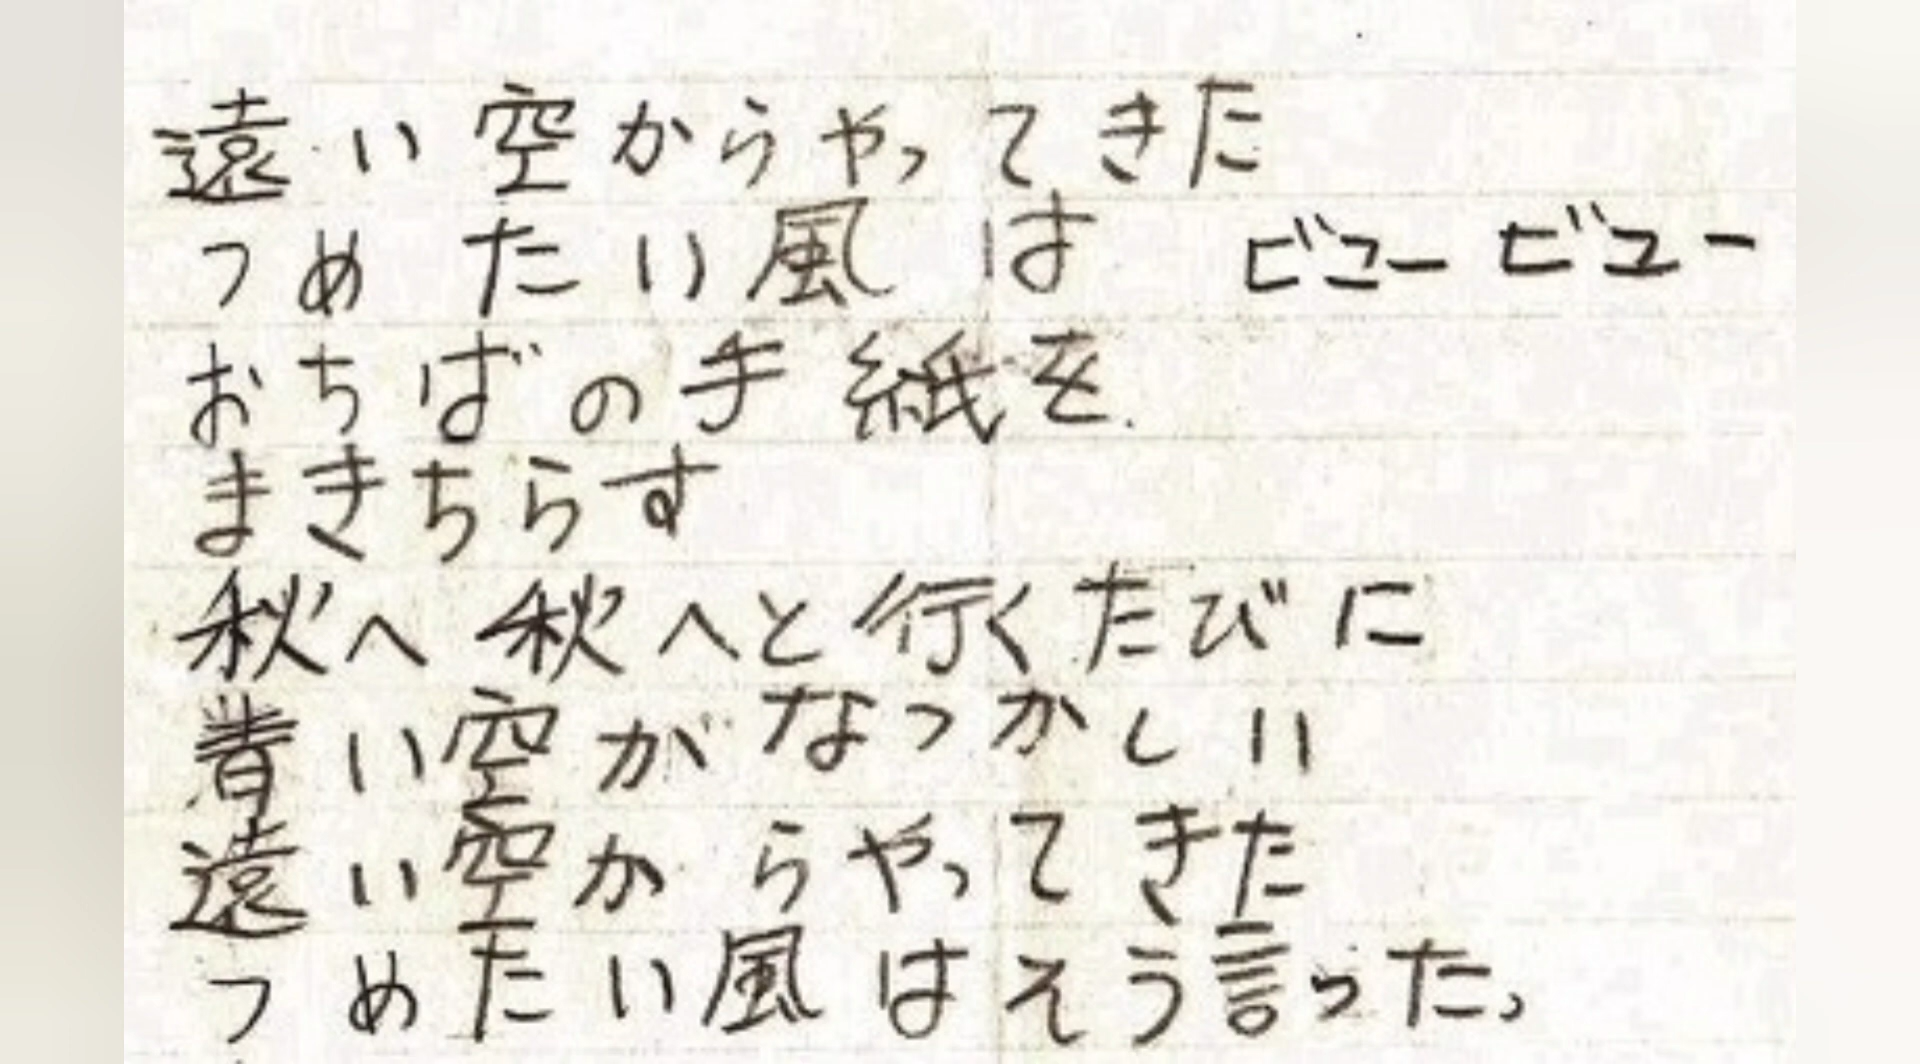 遠い空からやってきた
つめたい風は ビュービュー
おちばの手紙を
まきちらす
秋へ秋へと行くたびに
青い空がなつかしい
遠い空からやってきた
つめたい風はそう言った、